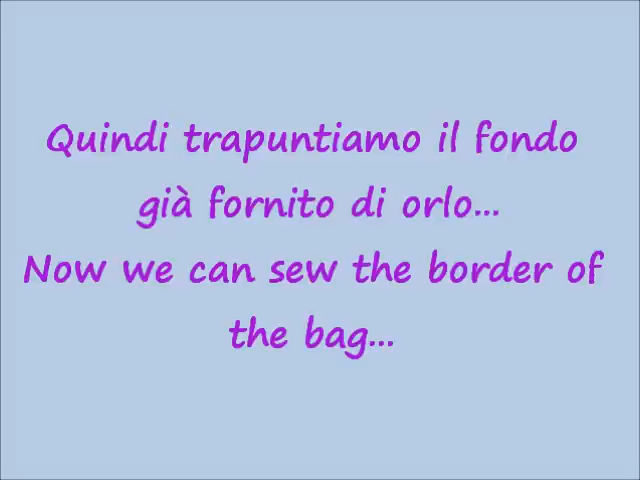 Quindi trapuntiamo il fondo
già fornito di orlo...
Now we can sew the border of
the bag...